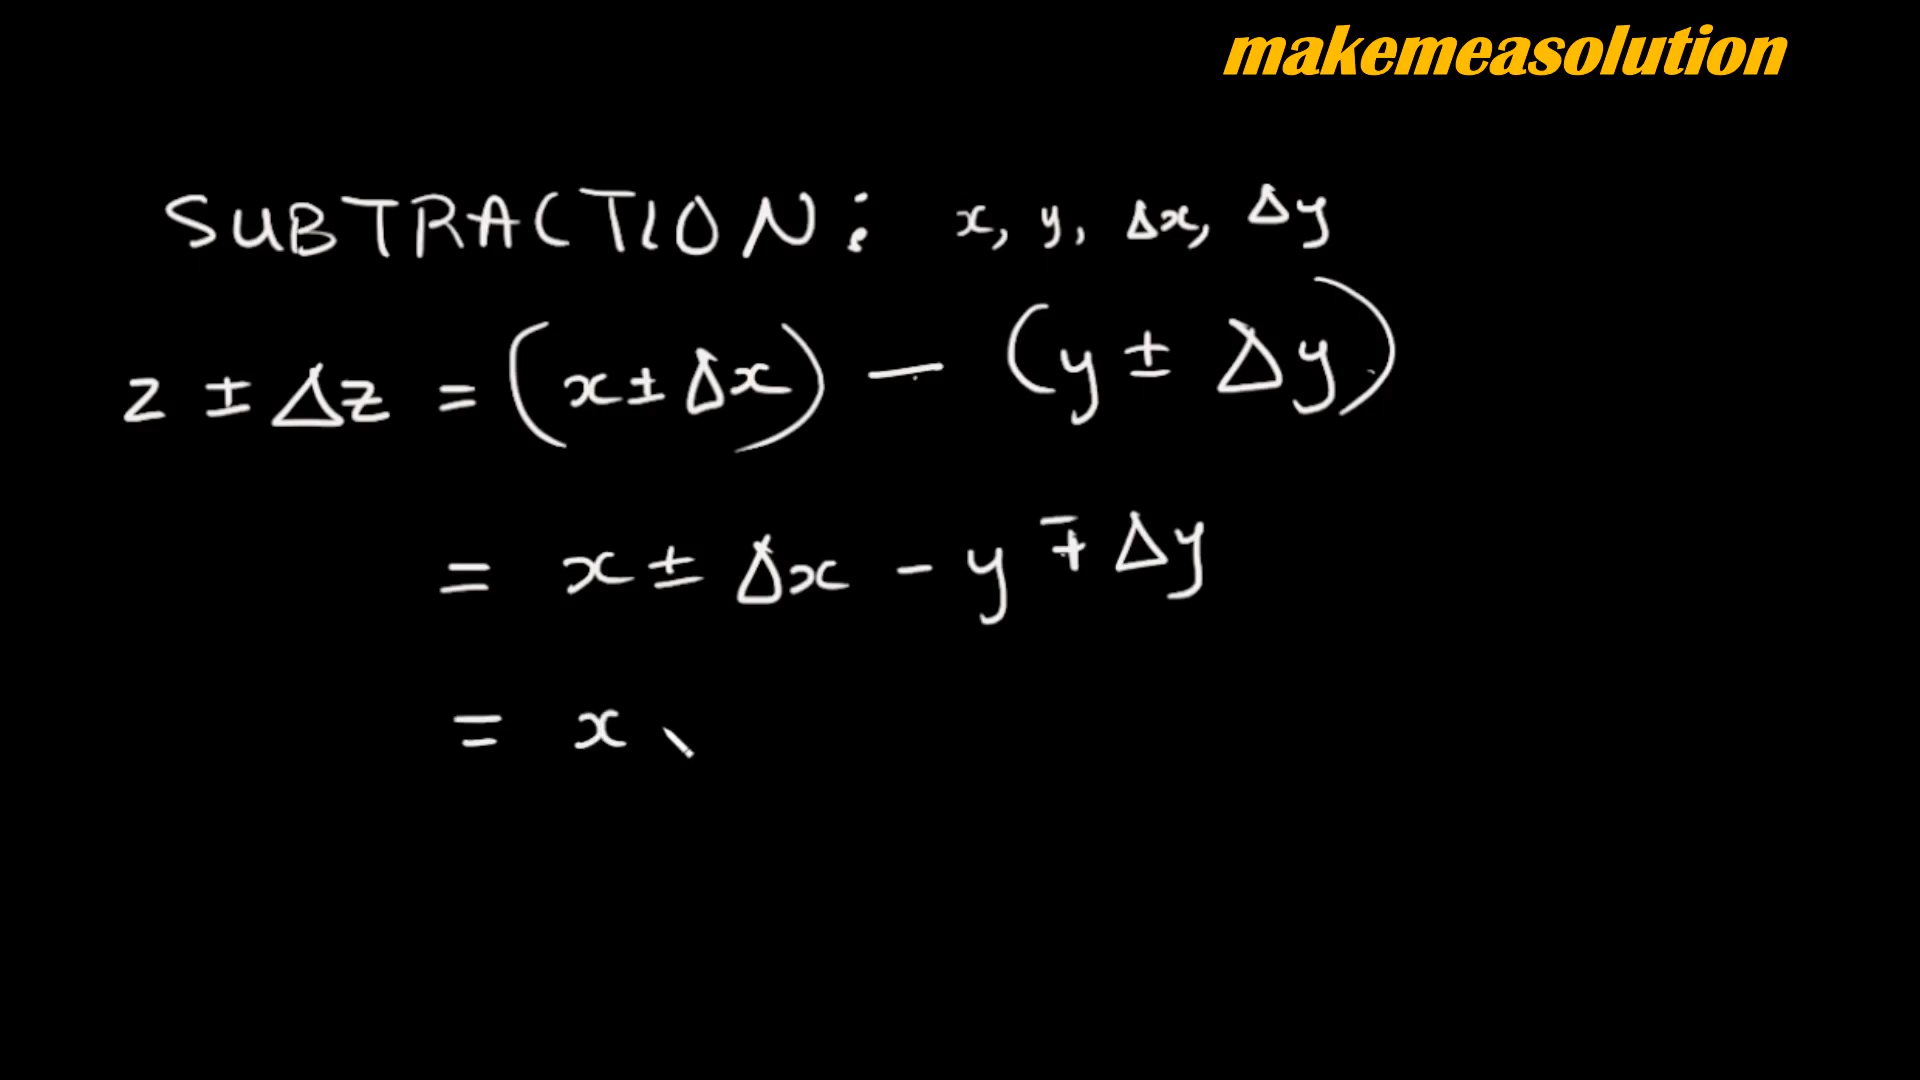 makemeasolution
SUBTRACTION: x, y, Δx, Δy
z ± Δz = (x ± Δx) - (y ± Δy)
= x ± Δx - y ∓ Δy
= x